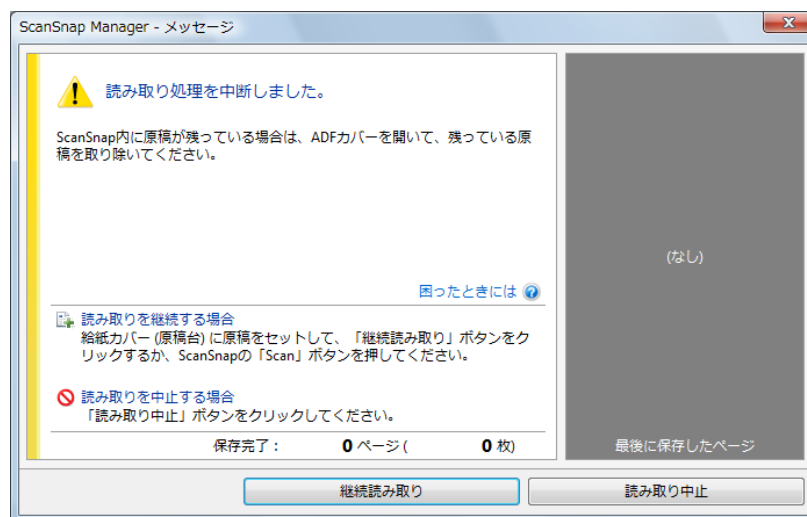 ScanSnap Manager - メッセージ
読み取り処理を中断しました。
ScanSnap内に原稿が残っている場合は、ADFカバーを開いて、残っている原
稿を取り除いてください。
(なし)
困ったときには
読み取りを継続する場合
給紙カバー (原稿台) に原稿をセットして、「継続読み取り」ボタンをク
リックするか、ScanSnapの「Scan」ボタンを押してください。
読み取りを中止する場合
「読み取り中止」ボタンをクリックしてください。
保存完了： 0 ページ ( 0 枚)
最後に保存したページ
継続読み取り
読み取り中止